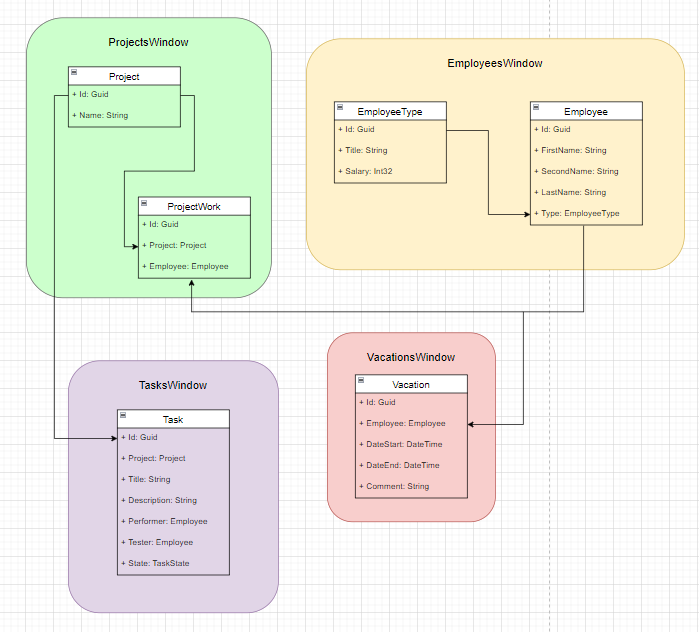 ProjectsWindow
Project
+ Id: Guid
+ Name: String
ProjectWork
+ Id: Guid
+ Project: Project
+ Employee: Employee
EmployeesWindow
EmployeeType
+ Id: Guid
+ Title: String
+ Salary: Int32
Employee
+ Id: Guid
+ FirstName: String
+ SecondName: String
+ LastName: String
+ Type: EmployeeType
TasksWindow
Task
+ Id: Guid
+ Project: Project
+ Title: String
+ Description: String
+ Performer: Employee
+ Tester: Employee
+ State: TaskState
VacationsWindow
Vacation
+ Id: Guid
+ Employee: Employee
+ DateStart: DateTime
+ DateEnd: DateTime
+ Comment: String